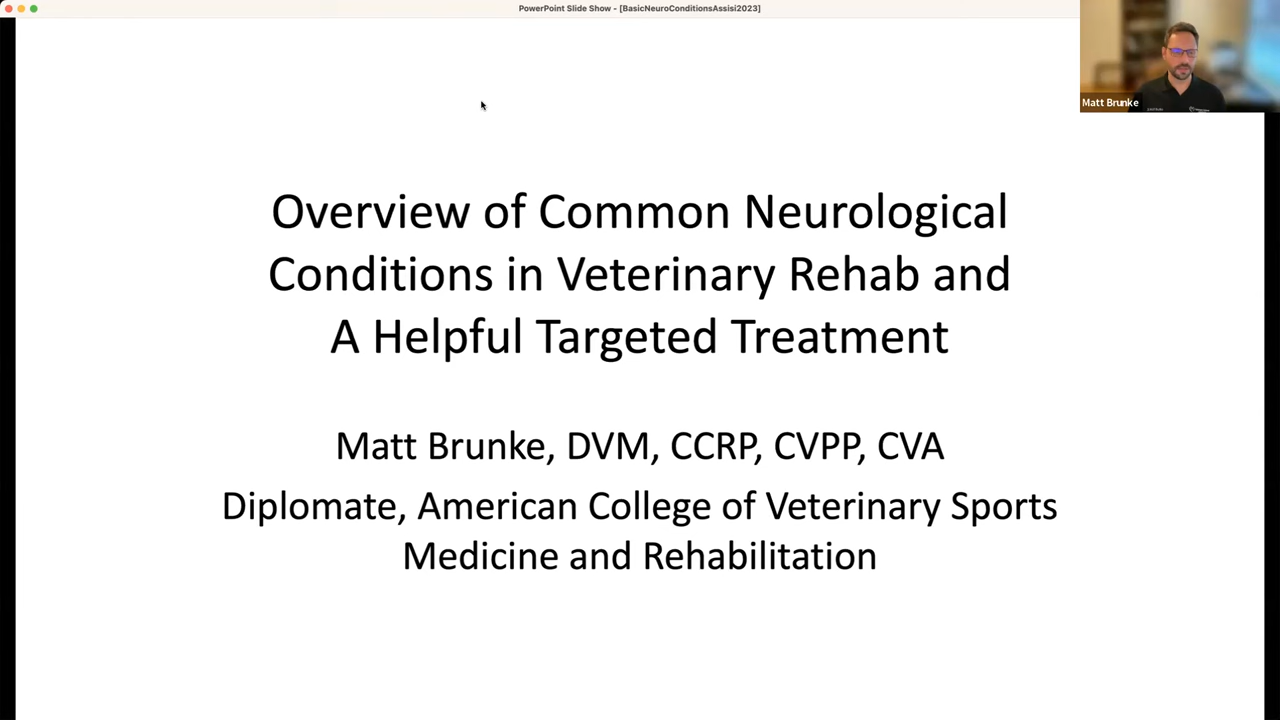 PowerPoint Slide Show - [BasicNeuroConditionsAssisi2023]
Matt Brunke
Overview of Common Neurological
Conditions in Veterinary Rehab and
A Helpful Targeted Treatment
Matt Brunke, DVM, CCRP, CVPP, CVA
Diplomate, American College of Veterinary Sports
Medicine and Rehabilitation